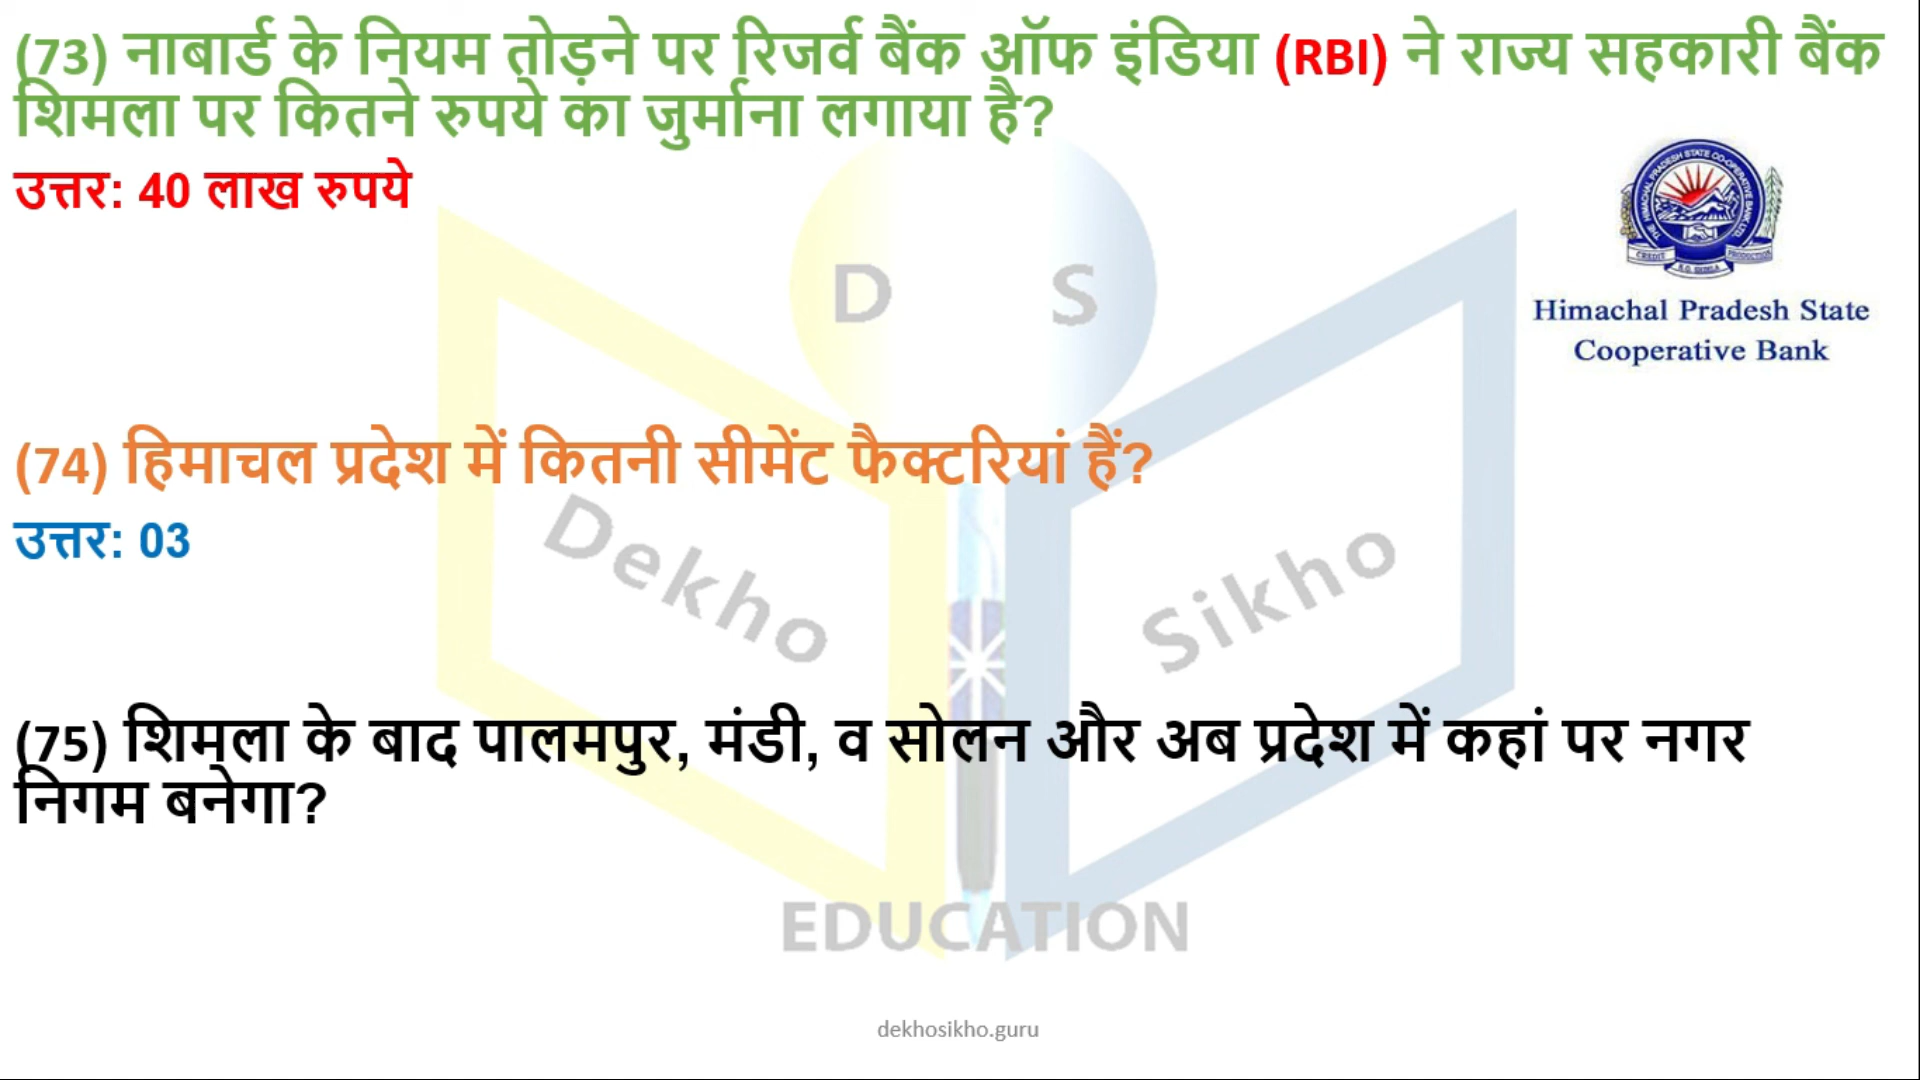 (73) नाबार्ड के नियम तोड़ने पर रिजर्व बैंक ऑफ इंडिया (RBI) ने राज्य सहकारी बैंक
शिमला पर कितने रुपये का जुर्माना लगाया है?
उत्तर: 40 लाख रुपये
D S
Himachal Pradesh State
Cooperative Bank
(74) हिमाचल प्रदेश में कितनी सीमेंट फैक्टरियां हैं?
उत्तर: 03
Dekho Sikho
(75) शिमला के बाद पालमपुर, मंडी, व सोलन और अब प्रदेश में कहां पर नगर
निगम बनेगा?
EDUCATION
dekhosikho.guru